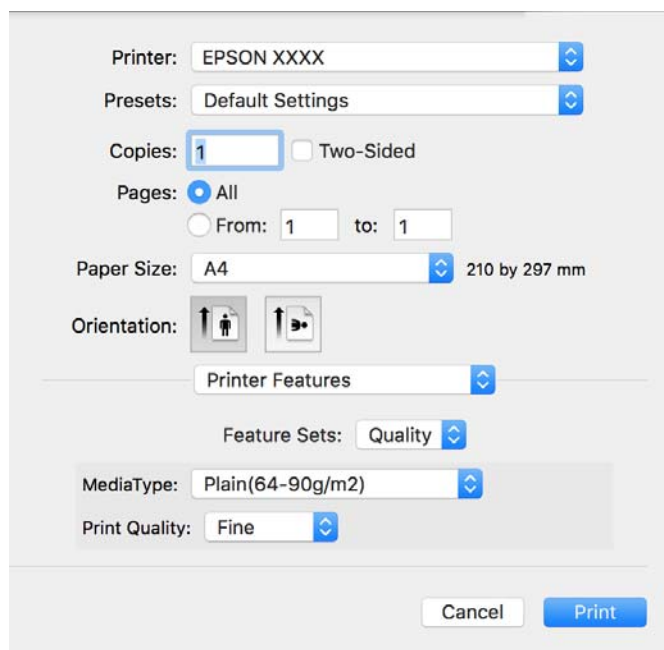 Printer: EPSON XXXX
Presets: Default Settings
Copies: 1 Two-Sided
Pages: All
From: 1 to: 1
Paper Size: A4 210 by 297 mm
Orientation:
Printer Features
Feature Sets: Quality
MediaType: Plain(64-90g/m2)
Print Quality: Fine
Cancel Print